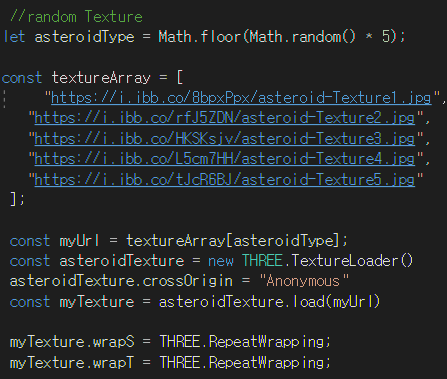 //random Texture
let asteroidType = Math.floor(Math.random() * 5);
const textureArray = [
"https://i.ibb.co/8bpxPpx/asteroid-Texture1.jpg",
"https://i.ibb.co/rfJ5ZDN/asteroid-Texture2.jpg",
"https://i.ibb.co/HKSKsjv/asteroid-Texture3.jpg",
"https://i.ibb.co/L5cm7HH/asteroid-Texture4.jpg",
"https://i.ibb.co/tJcR6BJ/asteroid-Texture5.jpg"
];
const myUrl = textureArray[asteroidType];
const asteroidTexture = new THREE.TextureLoader()
asteroidTexture.crossOrigin = "Anonymous"
const myTexture = asteroidTexture.load(myUrl)
myTexture.wrapS = THREE.RepeatWrapping;
myTexture.wrapT = THREE.RepeatWrapping;